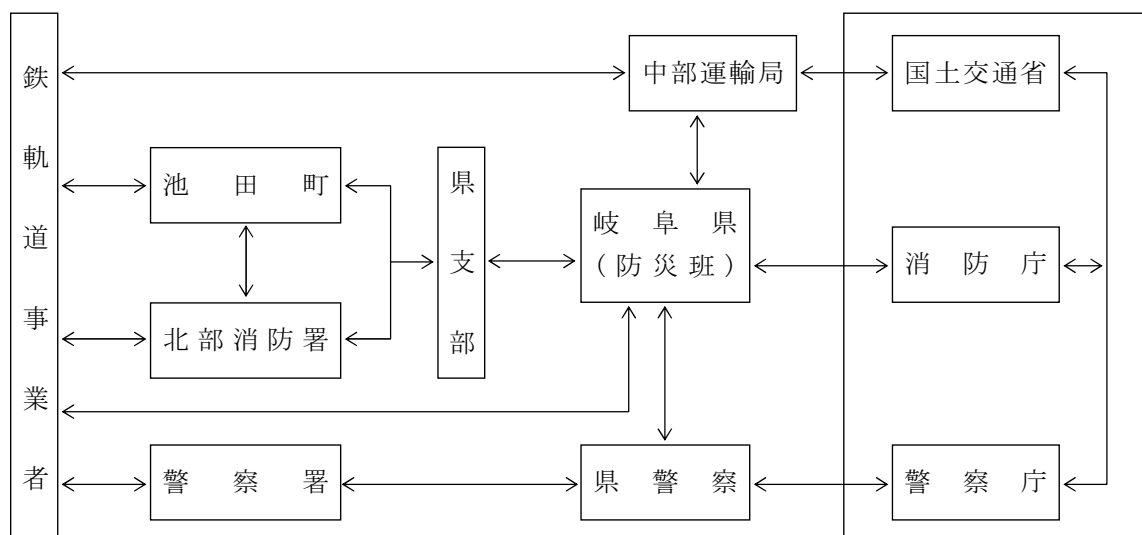 鉄軌道事業者
中部運輸局
国土交通省
池田町
県支部
岐阜県
（防災班）
消防庁
北部消防署
警察署
県警察
警察庁